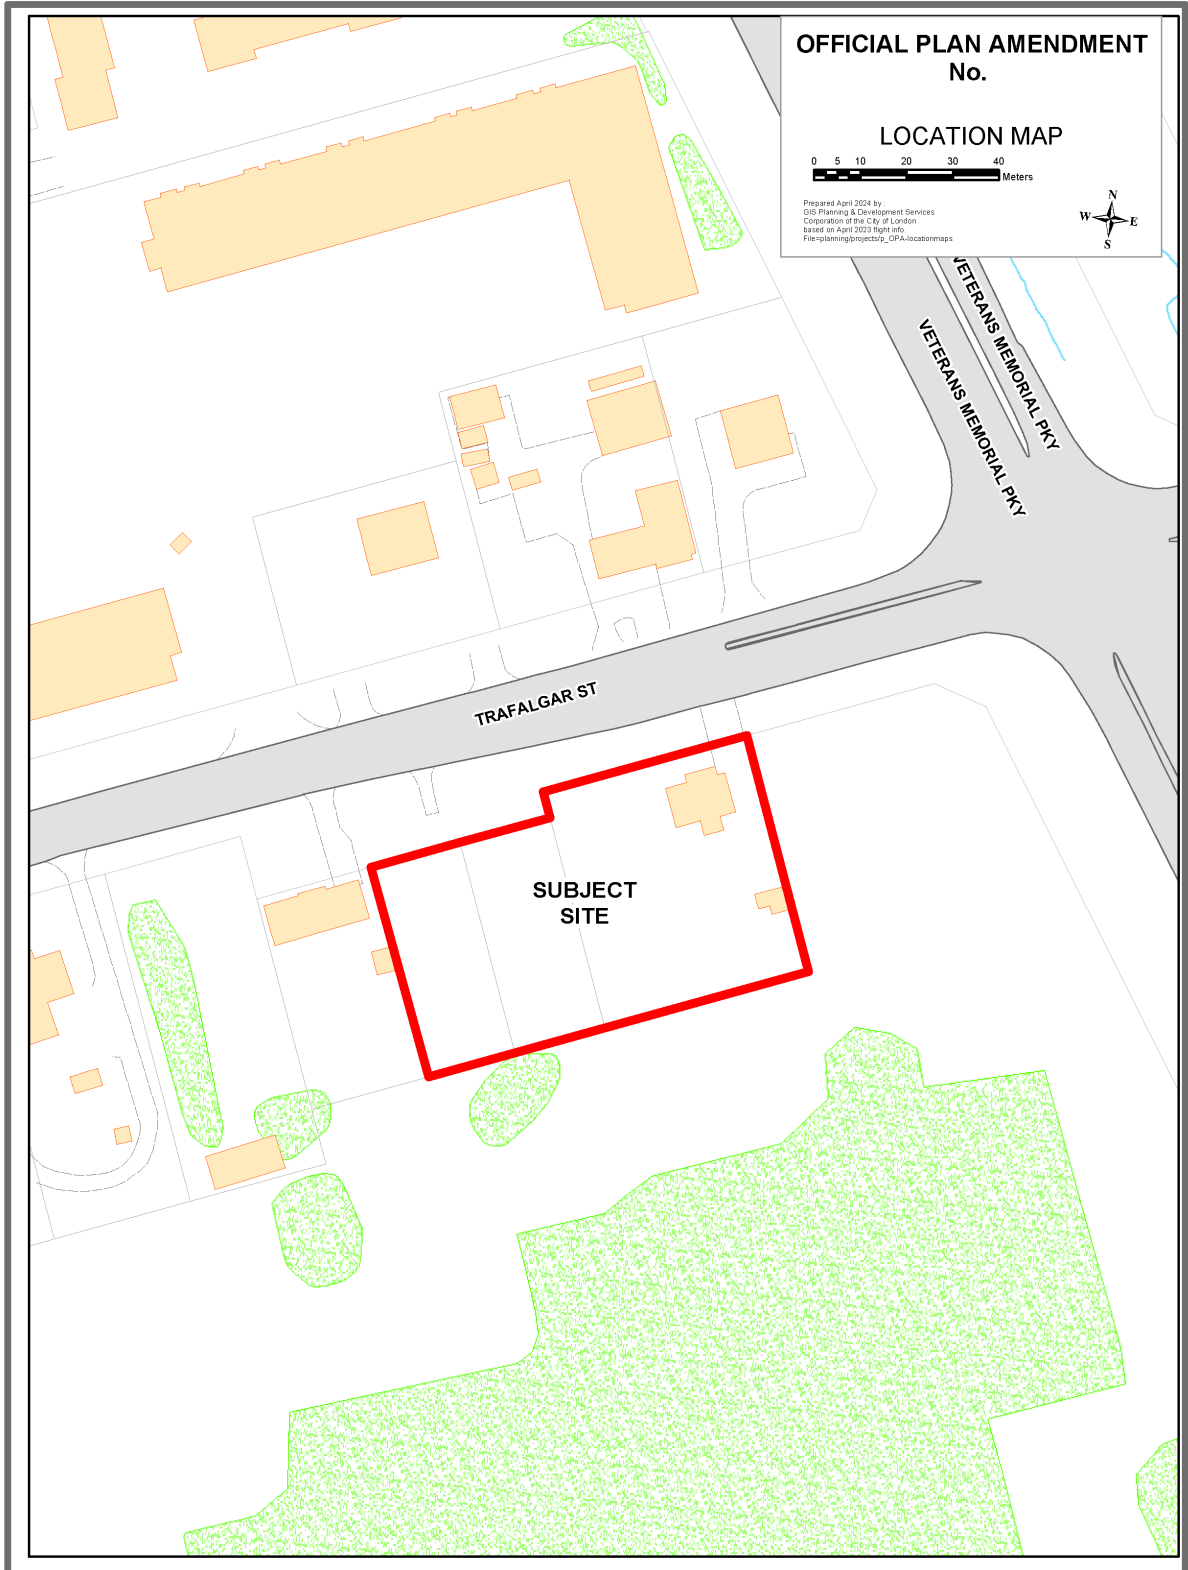 OFFICIAL PLAN AMENDMENT
No.
LOCATION MAP
0 5 10 20 30 40
Meters
Prepared April 2024 by :
GIS Planning & Development Services
Corporation of the City of London
based on April 2023 flight info.
File=planning/projects/p_OPA-locationmaps
N
W E
S
VETERANS MEMORIAL PKY
VETERANS MEMORIAL PKY
TRAFALGAR ST
SUBJECT
SITE